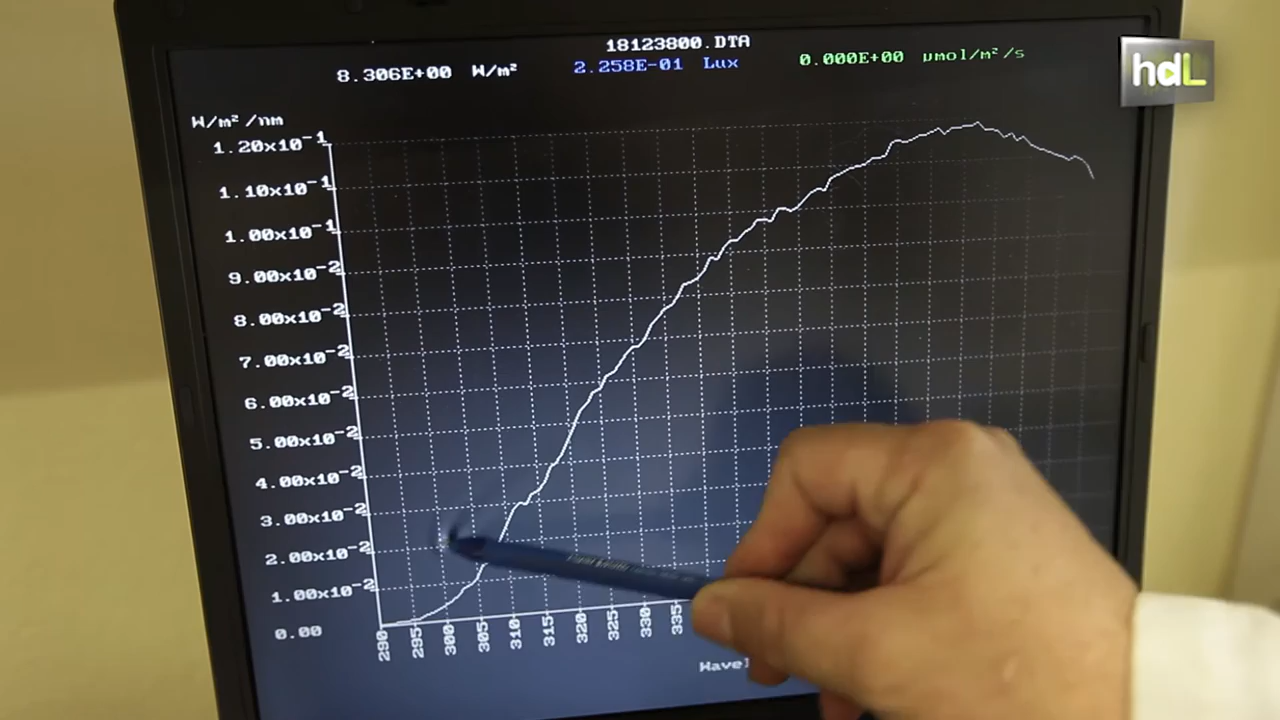 18123800.DTA
8.306E+00 W/m² 2.258E-01 Lux 0.000E+00 µmol/m²/s
hdL
W/m²/nm
1.20x10⁻¹
1.10x10⁻¹
1.00x10⁻¹
9.00x10⁻²
8.00x10⁻²
7.00x10⁻²
6.00x10⁻²
5.00x10⁻²
4.00x10⁻²
3.00x10⁻²
2.00x10⁻²
1.00x10⁻²
0.00
290 295 300 305 310 315 320 325 330 335